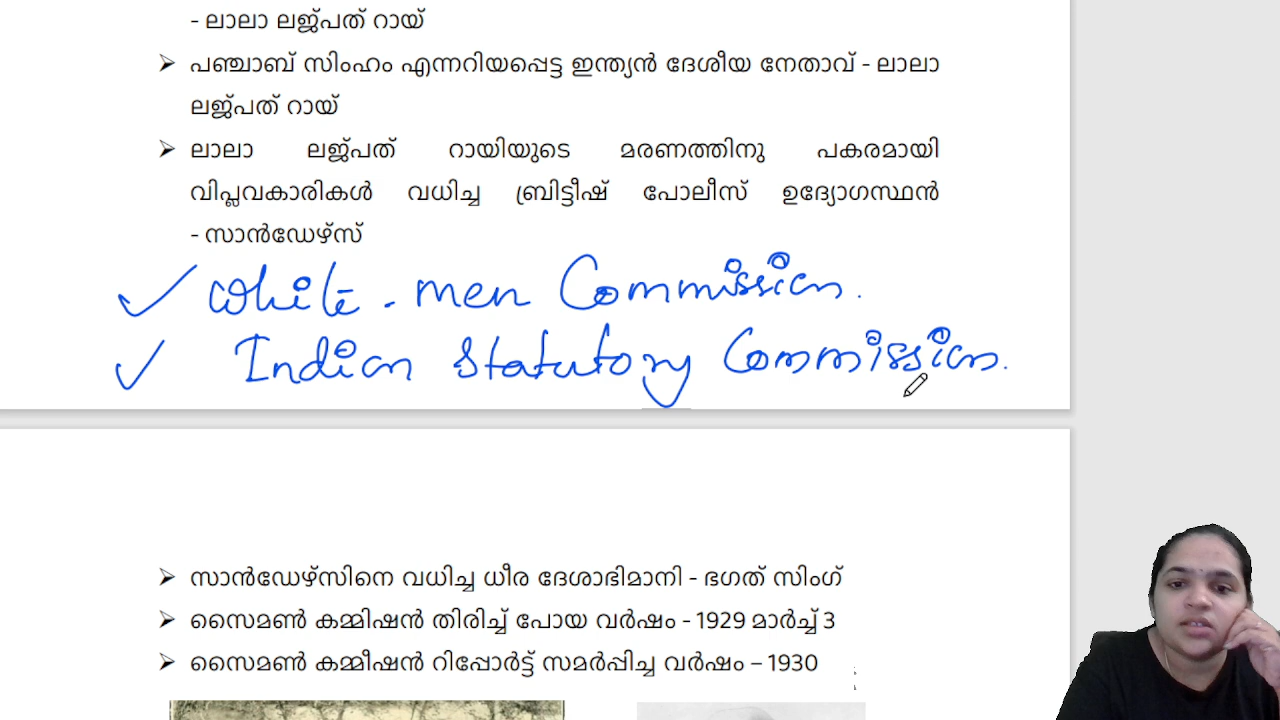 - ലാലാ ലജ്പത് റായ്
➤ പഞ്ചാബ് സിംഹം എന്നറിയപ്പെട്ട ഇന്ത്യൻ ദേശീയ നേതാവ് - ലാലാ
ലജ്പത് റായ്
➤ ലാലാ ലജ്പത് റായിയുടെ മരണത്തിനു പകരമായി
വിപ്ലവകാരികൾ വധിച്ച ബ്രിട്ടീഷ് പോലീസ് ഉദ്യോഗസ്ഥൻ
- സാൻഡേഴ്സ്
✓ White - men Commission.
✓ Indian Statutory Commission.
➤ സാൻഡേഴ്സിനെ വധിച്ച ധീര ദേശാഭിമാനി - ഭഗത് സിംഗ്
➤ സൈമൺ കമ്മിഷൻ തിരിച്ച് പോയ വർഷം - 1929 മാർച്ച് 3
➤ സൈമൺ കമ്മീഷൻ റിപ്പോർട്ട് സമർപ്പിച്ച വർഷം – 1930